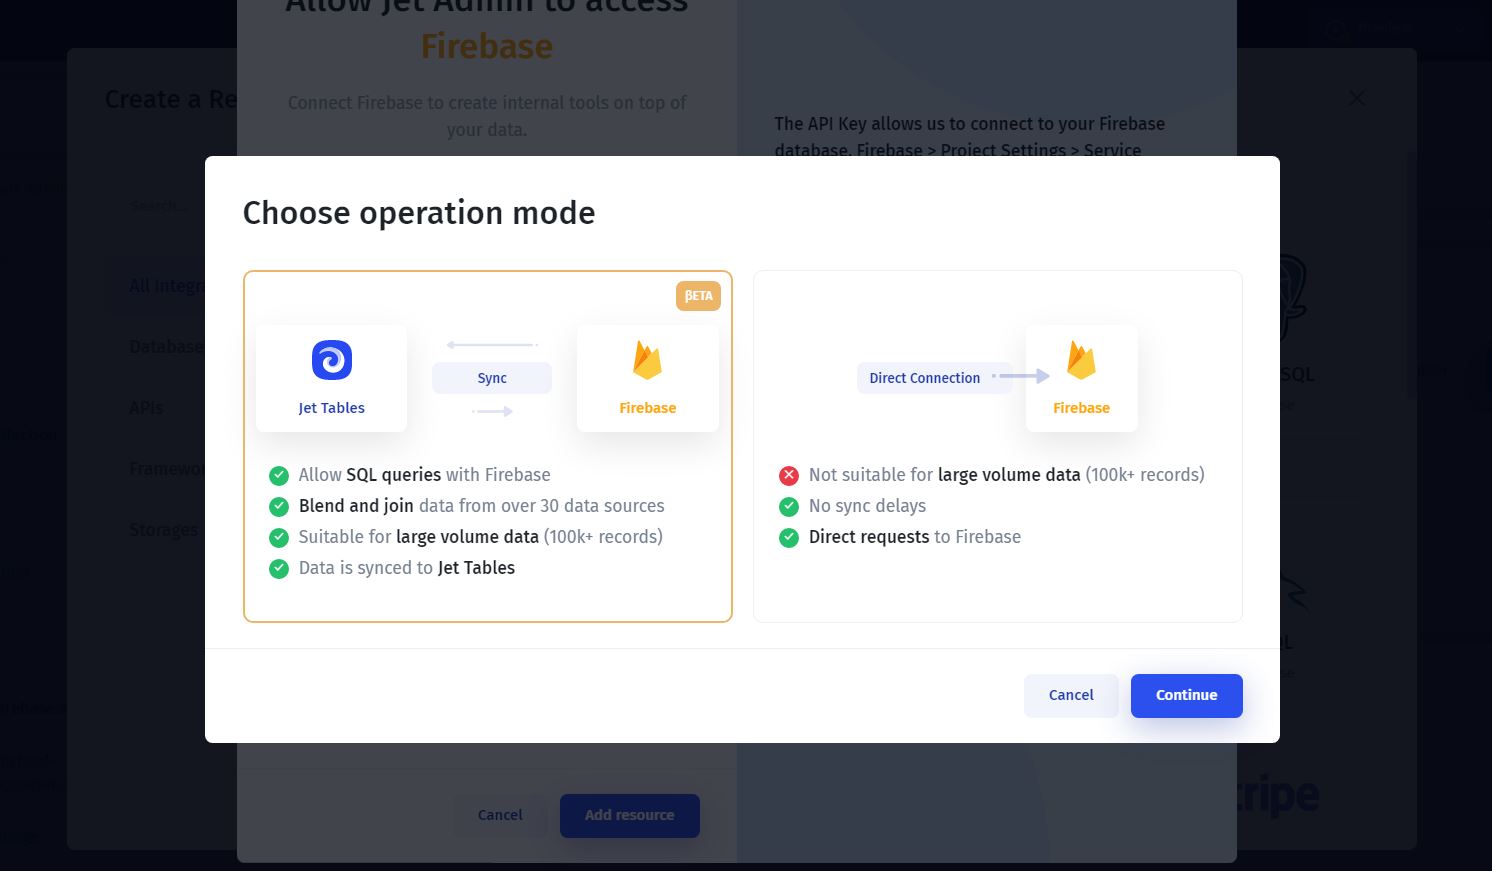 Allow Jet Admin to access
Firebase
Connect Firebase to create internal tools on top of
your data.
The API Key allows us to connect to your Firebase
database. Firebase > Project Settings > Service
Create a Re
Search...
All Integra
Database
APIs
Framewor
Storages
Choose operation mode
βETA
Jet Tables
Sync
Firebase
Allow SQL queries with Firebase
Blend and join data from over 30 data sources
Suitable for large volume data (100k+ records)
Data is synced to Jet Tables
Direct Connection
Firebase
Not suitable for large volume data (100k+ records)
No sync delays
Direct requests to Firebase
Cancel
Continue
Cancel
Add resource
SQL
tripe